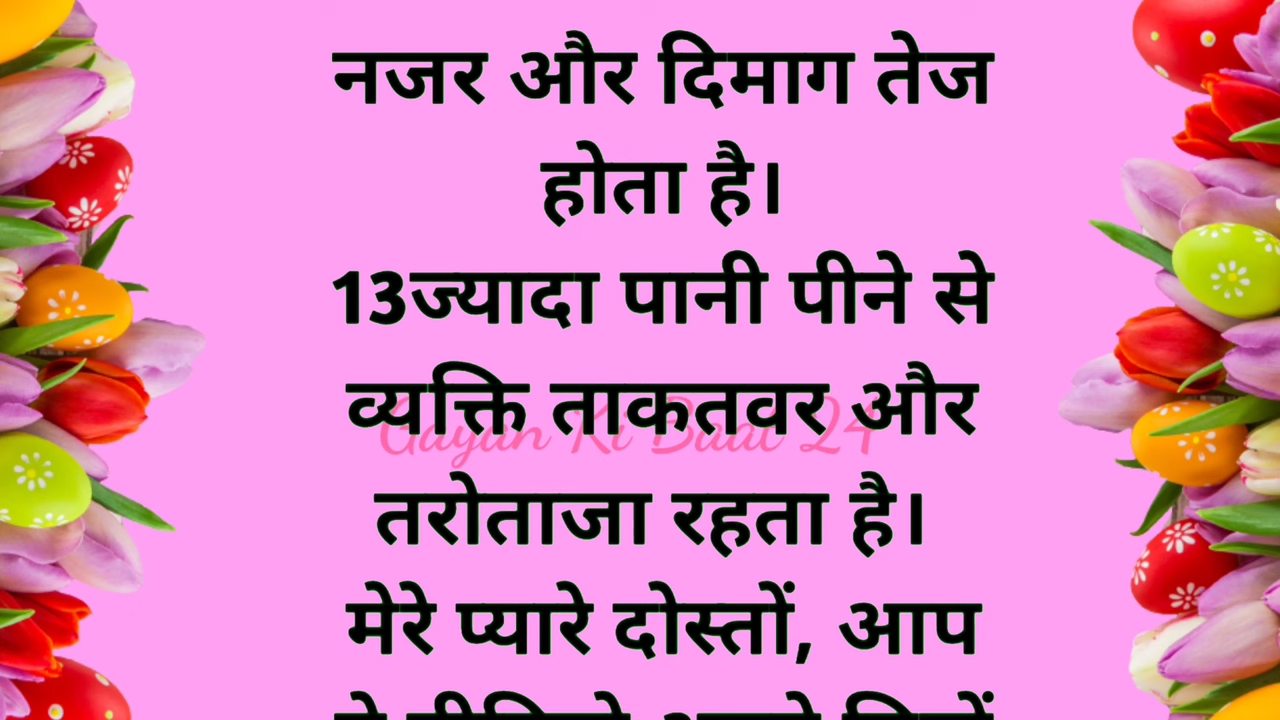 नजर और दिमाग तेज
होता है।
13ज्यादा पानी पीने से
व्यक्ति ताकतवर और
Gayan Ki Baat 24
तरोताजा रहता है।
मेरे प्यारे दोस्तों, आप